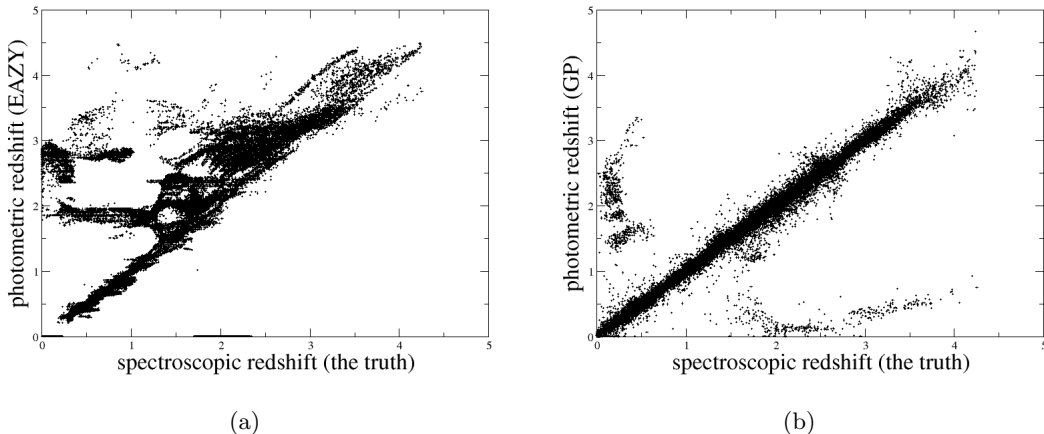 5
4
3
2
1
0
0 1 2 3 4 5
photometric redshift (EAZY)
spectroscopic redshift (the truth)
(a)
5
4
3
2
1
0
0 1 2 3 4 5
photometric redshift (GP)
spectroscopic redshift (the truth)
(b)